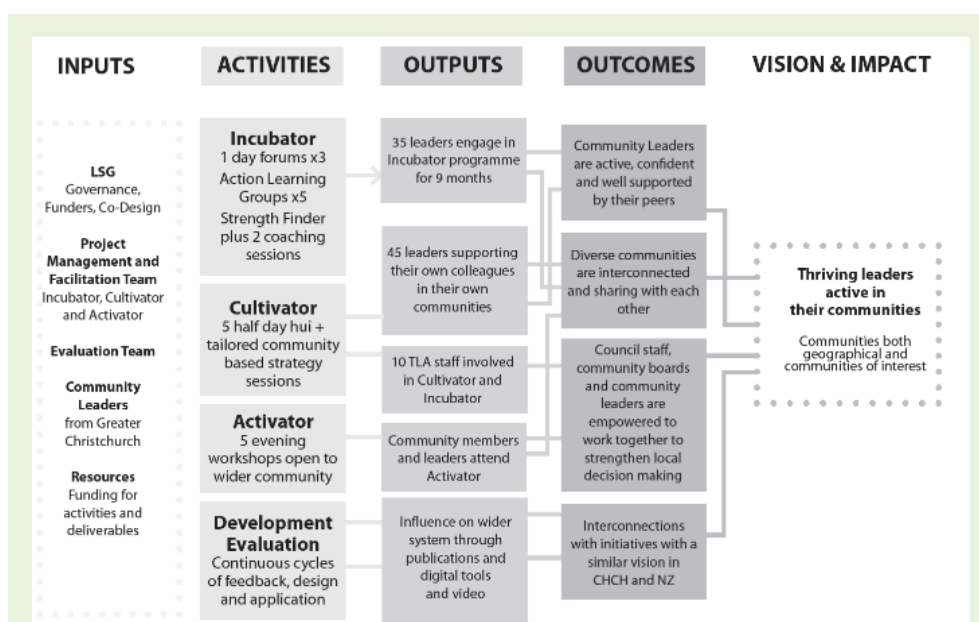 INPUTS
ACTIVITIES
OUTPUTS
OUTCOMES
VISION & IMPACT
LSG
Governance,
Funders, Co-Design
Project
Management and
Facilitation Team
Incubator, Cultivator
and Activator
Evaluation Team
Community
Leaders
from Greater
Christchurch
Resources
Funding for
activities and
deliverables
Incubator
1 day forums x3
Action Learning
Groups x5
Strength Finder
plus 2 coaching
sessions
Cultivator
5 half day hui +
tailored community
based strategy
sessions
Activator
5 evening
workshops open to
wider community
Development
Evaluation
Continuous cycles
of feedback, design
and application
35 leaders engage in
Incubator programme
for 9 months
45 leaders supporting
their own colleagues
in their own
communities
10 TLA staff involved
in Cultivator and
Incubator
Community members
and leaders attend
Activator
Influence on wider
system through
publications and
digital tools
and video
Community Leaders
are active, confident
and well supported
by their peers
Diverse communities
are interconnected
and sharing with each
other
Council staff,
community boards
and community
leaders are
empowered to
work together to
strengthen local
decision making
Interconnections
with initiatives with a
similar vision in
CHCH and NZ
Thriving leaders
active in
their communities
Communities both
geographical and
communities of interest